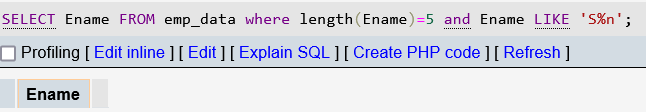 SELECT Ename FROM emp_data where length(Ename)=5 and Ename LIKE 'S%n';
Profiling [ Edit inline ] [ Edit ] [ Explain SQL ] [ Create PHP code ] [ Refresh ]
Ename